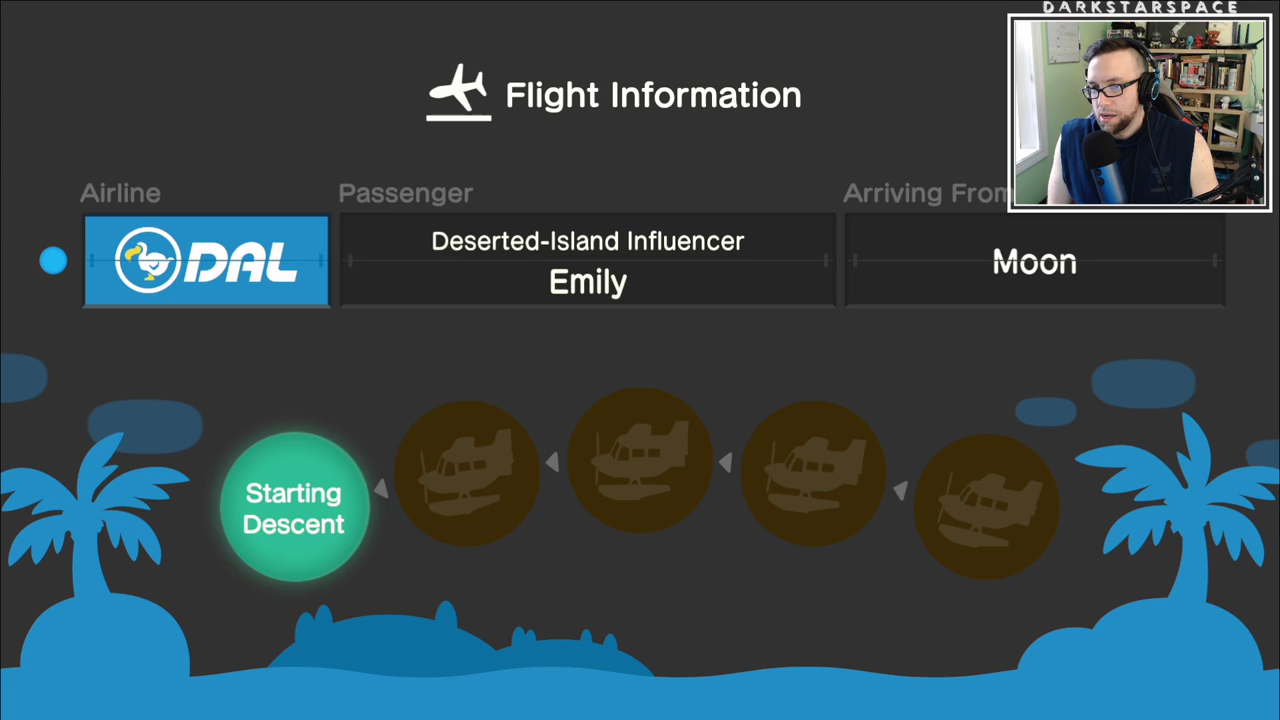 DARKSTARSPACE
Flight Information
Airline
Passenger
Arriving From
DAL
Deserted-Island Influencer
Emily
Moon
Starting
Descent